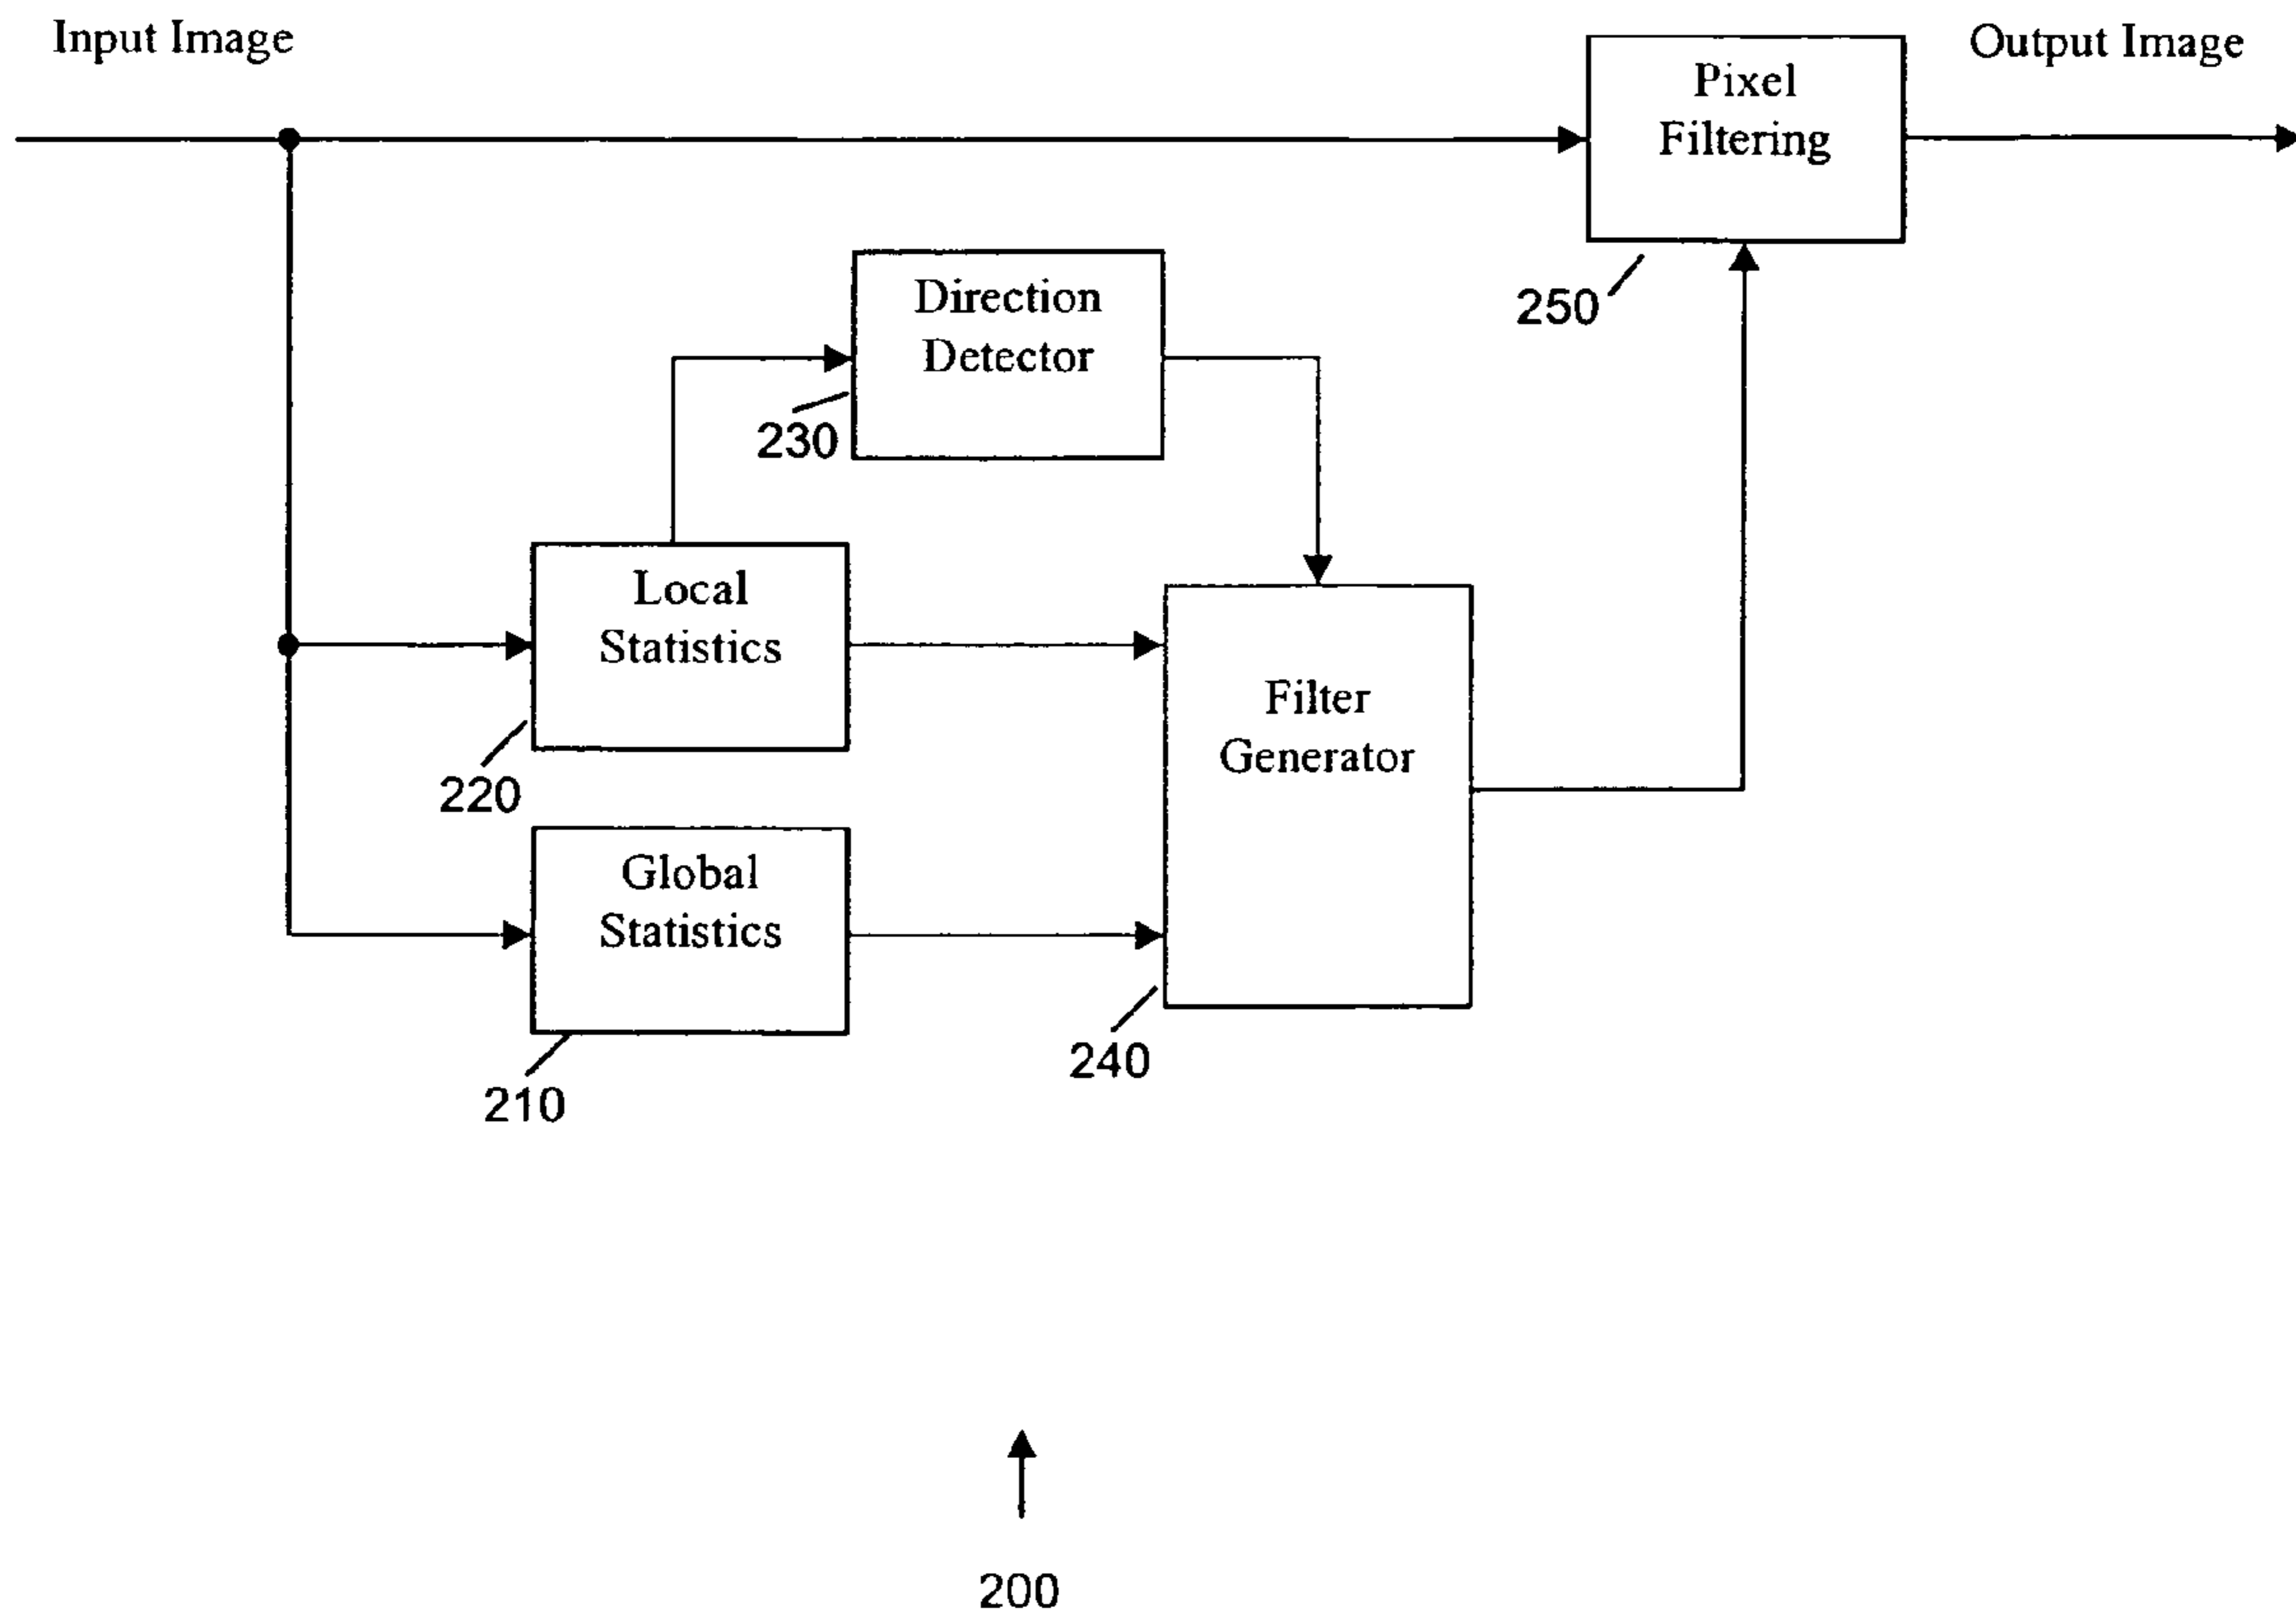 Input Image
Output Image
Pixel
Filtering
250
Direction
Detector
230
Local
Statistics
220
Filter
Generator
240
Global
Statistics
210
200